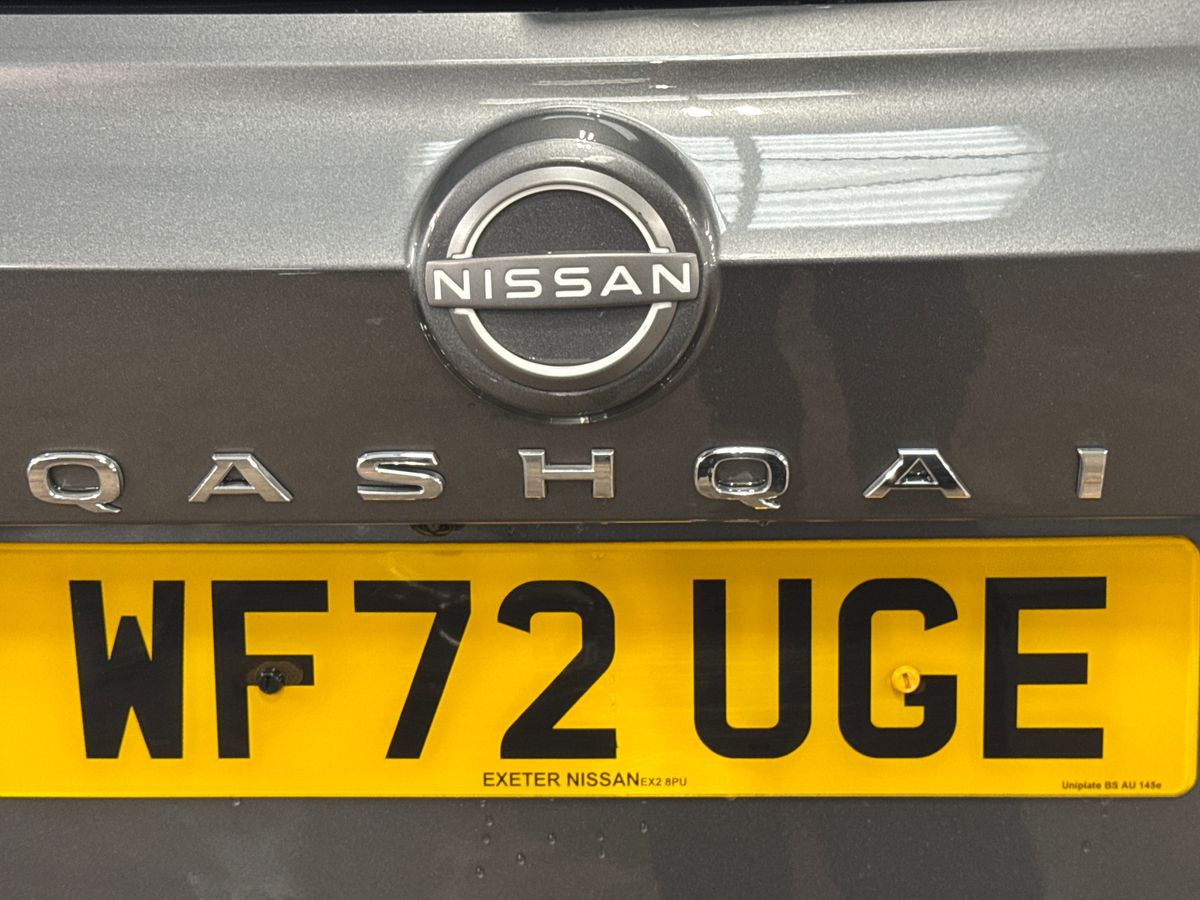 NISSAN
QASHQAI
WF72 UGE
EXETER NISSAN EX2 8PU
Uniplate BS AU 145e